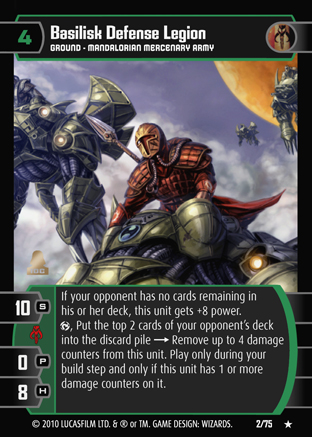 4 Basilisk Defense Legion
GROUND - MANDALORIAN MERCENARY ARMY
10 S
0 P
8 H
If your opponent has no cards remaining in
his or her deck, this unit gets +8 power.
, Put the top 2 cards of your opponent's deck
into the discard pile → Remove up to 4 damage
counters from this unit. Play only during your
build step and only if this unit has 1 or more
damage counters on it.
© 2010 LUCASFILM LTD. & ® or TM. GAME DESIGN: WIZARDS. 2/75 ★